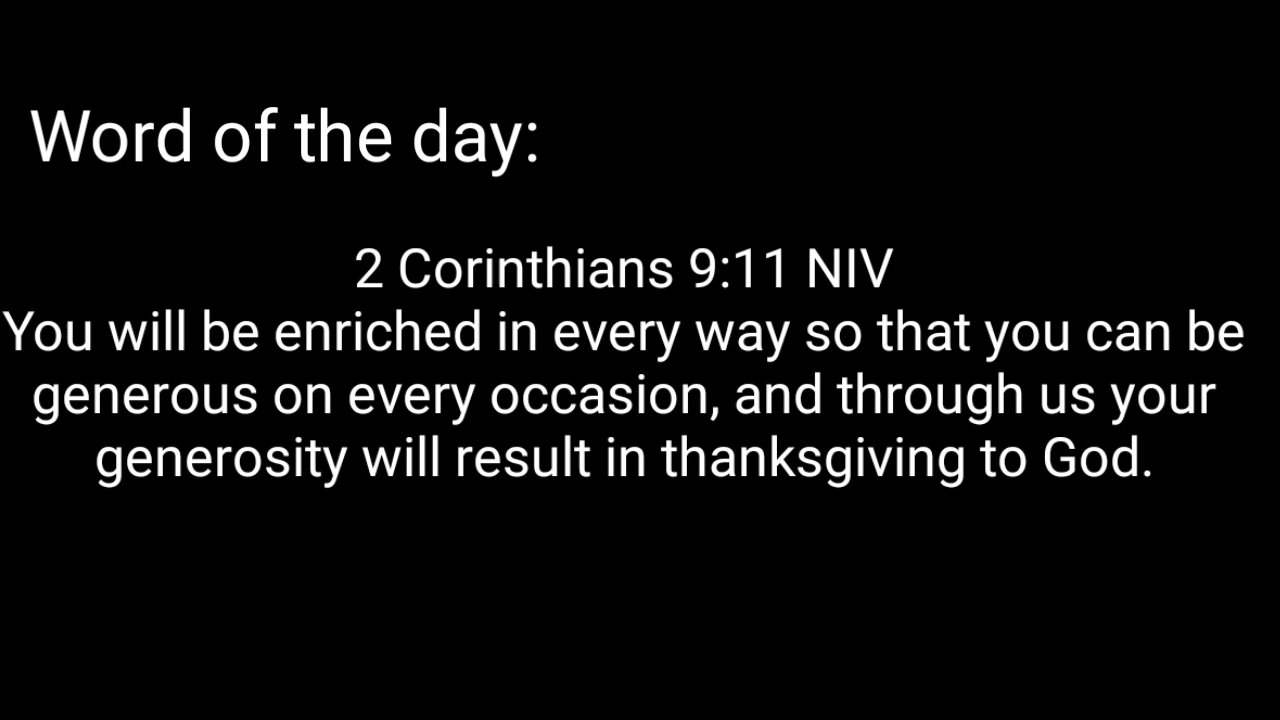 Word of the day:
2 Corinthians 9:11 NIV
You will be enriched in every way so that you can be
generous on every occasion, and through us your
generosity will result in thanksgiving to God.